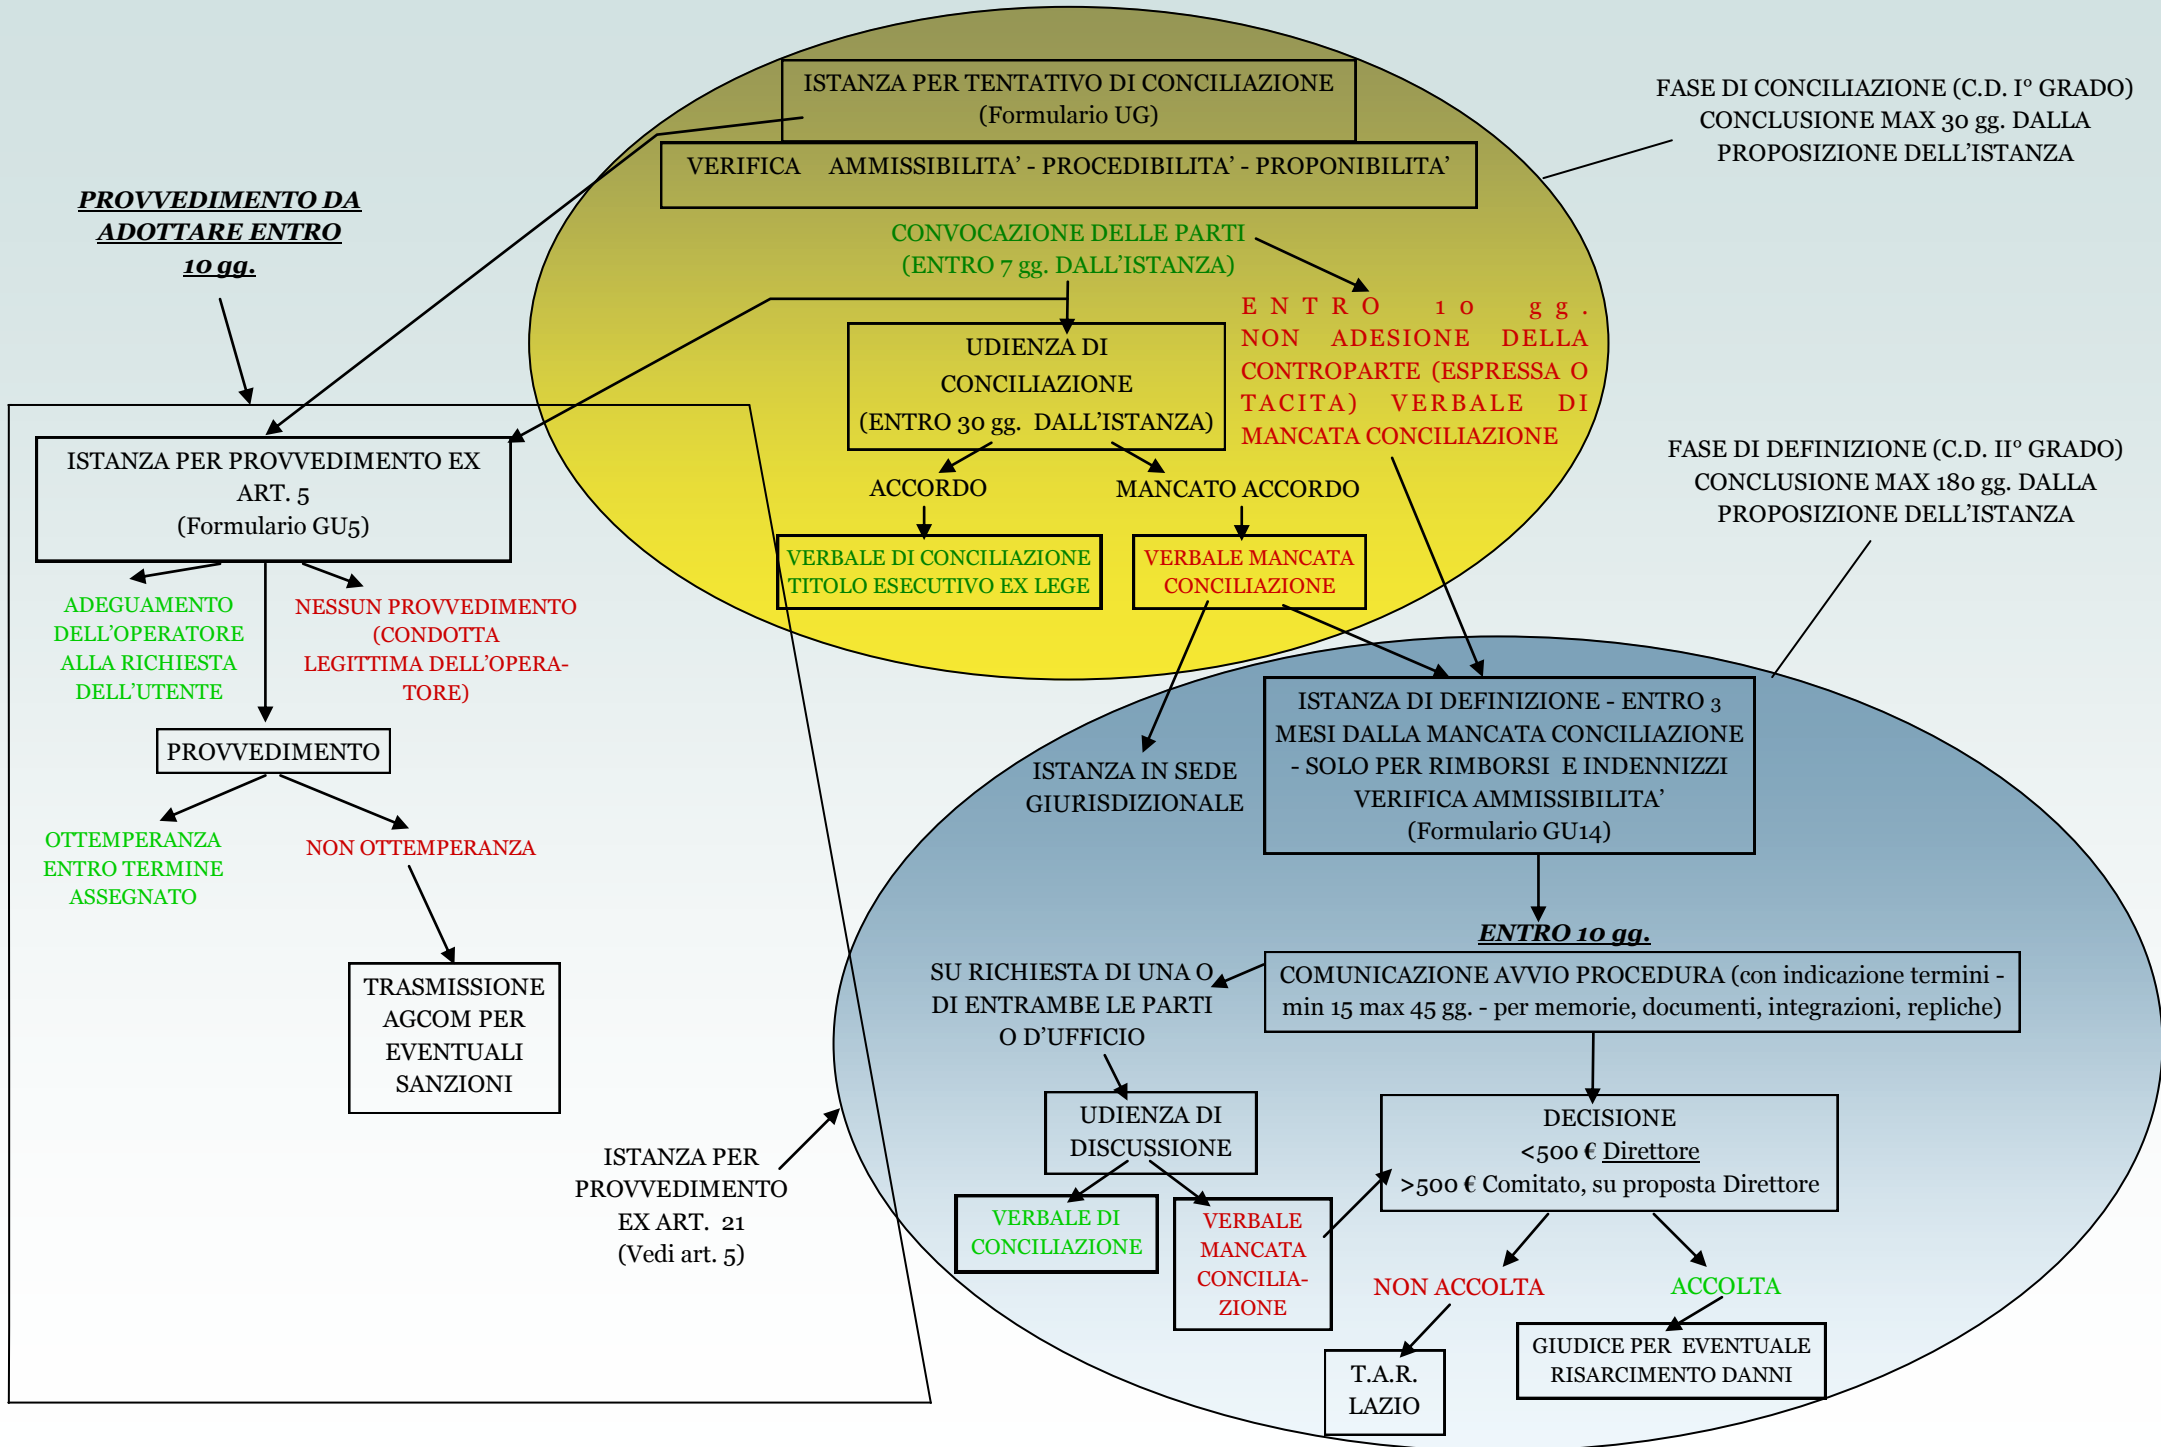 ISTANZA PER TENTATIVO DI CONCILIAZIONE
(Formulario UG)
VERIFICA AMMISSIBILITA’ - PROCEDIBILITA’ - PROPONIBILITA’
FASE DI CONCILIAZIONE (C.D. I° GRADO)
CONCLUSIONE MAX 30 gg. DALLA
PROPOSIZIONE DELL’ISTANZA
PROVVEDIMENTO DA
ADOTTARE ENTRO
10 gg.
CONVOCAZIONE DELLE PARTI
(ENTRO 7 gg. DALL’ISTANZA)
UDIENZA DI
CONCILIAZIONE
(ENTRO 30 gg. DALL’ISTANZA)
ENTRO 10 gg.
NON ADESIONE DELLA
CONTROPARTE (ESPRESSA O
TACITA) VERBALE DI
MANCATA CONCILIAZIONE
ACCORDO
MANCATO ACCORDO
VERBALE DI CONCILIAZIONE
TITOLO ESECUTIVO EX LEGE
VERBALE MANCATA
CONCILIAZIONE
ISTANZA PER PROVVEDIMENTO EX
ART. 5
(Formulario GU5)
ADEGUAMENTO
DELL’OPERATORE
ALLA RICHIESTA
DELL’UTENTE
NESSUN PROVVEDIMENTO
(CONDOTTA
LEGITTIMA DELL’OPERA-
TORE)
PROVVEDIMENTO
OTTEMPERANZA
ENTRO TERMINE
ASSEGNATO
NON OTTEMPERANZA
TRASMISSIONE
AGCOM PER
EVENTUALI
SANZIONI
FASE DI DEFINIZIONE (C.D. II° GRADO)
CONCLUSIONE MAX 180 gg. DALLA
PROPOSIZIONE DELL’ISTANZA
ISTANZA IN SEDE
GIURISDIZIONALE
ISTANZA DI DEFINIZIONE - ENTRO 3
MESI DALLA MANCATA CONCILIAZIONE
- SOLO PER RIMBORSI E INDENNIZZI
VERIFICA AMMISSIBILITA’
(Formulario GU14)
ENTRO 10 gg.
COMUNICAZIONE AVVIO PROCEDURA (con indicazione termini -
min 15 max 45 gg. - per memorie, documenti, integrazioni, repliche)
SU RICHIESTA DI UNA O
DI ENTRAMBE LE PARTI
O D’UFFICIO
UDIENZA DI
DISCUSSIONE
VERBALE DI
CONCILIAZIONE
VERBALE
MANCATA
CONCILIA-
ZIONE
DECISIONE
<500 € Direttore
>500 € Comitato, su proposta Direttore
NON ACCOLTA
ACCOLTA
T.A.R.
LAZIO
GIUDICE PER EVENTUALE
RISARCIMENTO DANNI
ISTANZA PER
PROVVEDIMENTO
EX ART. 21
(Vedi art. 5)